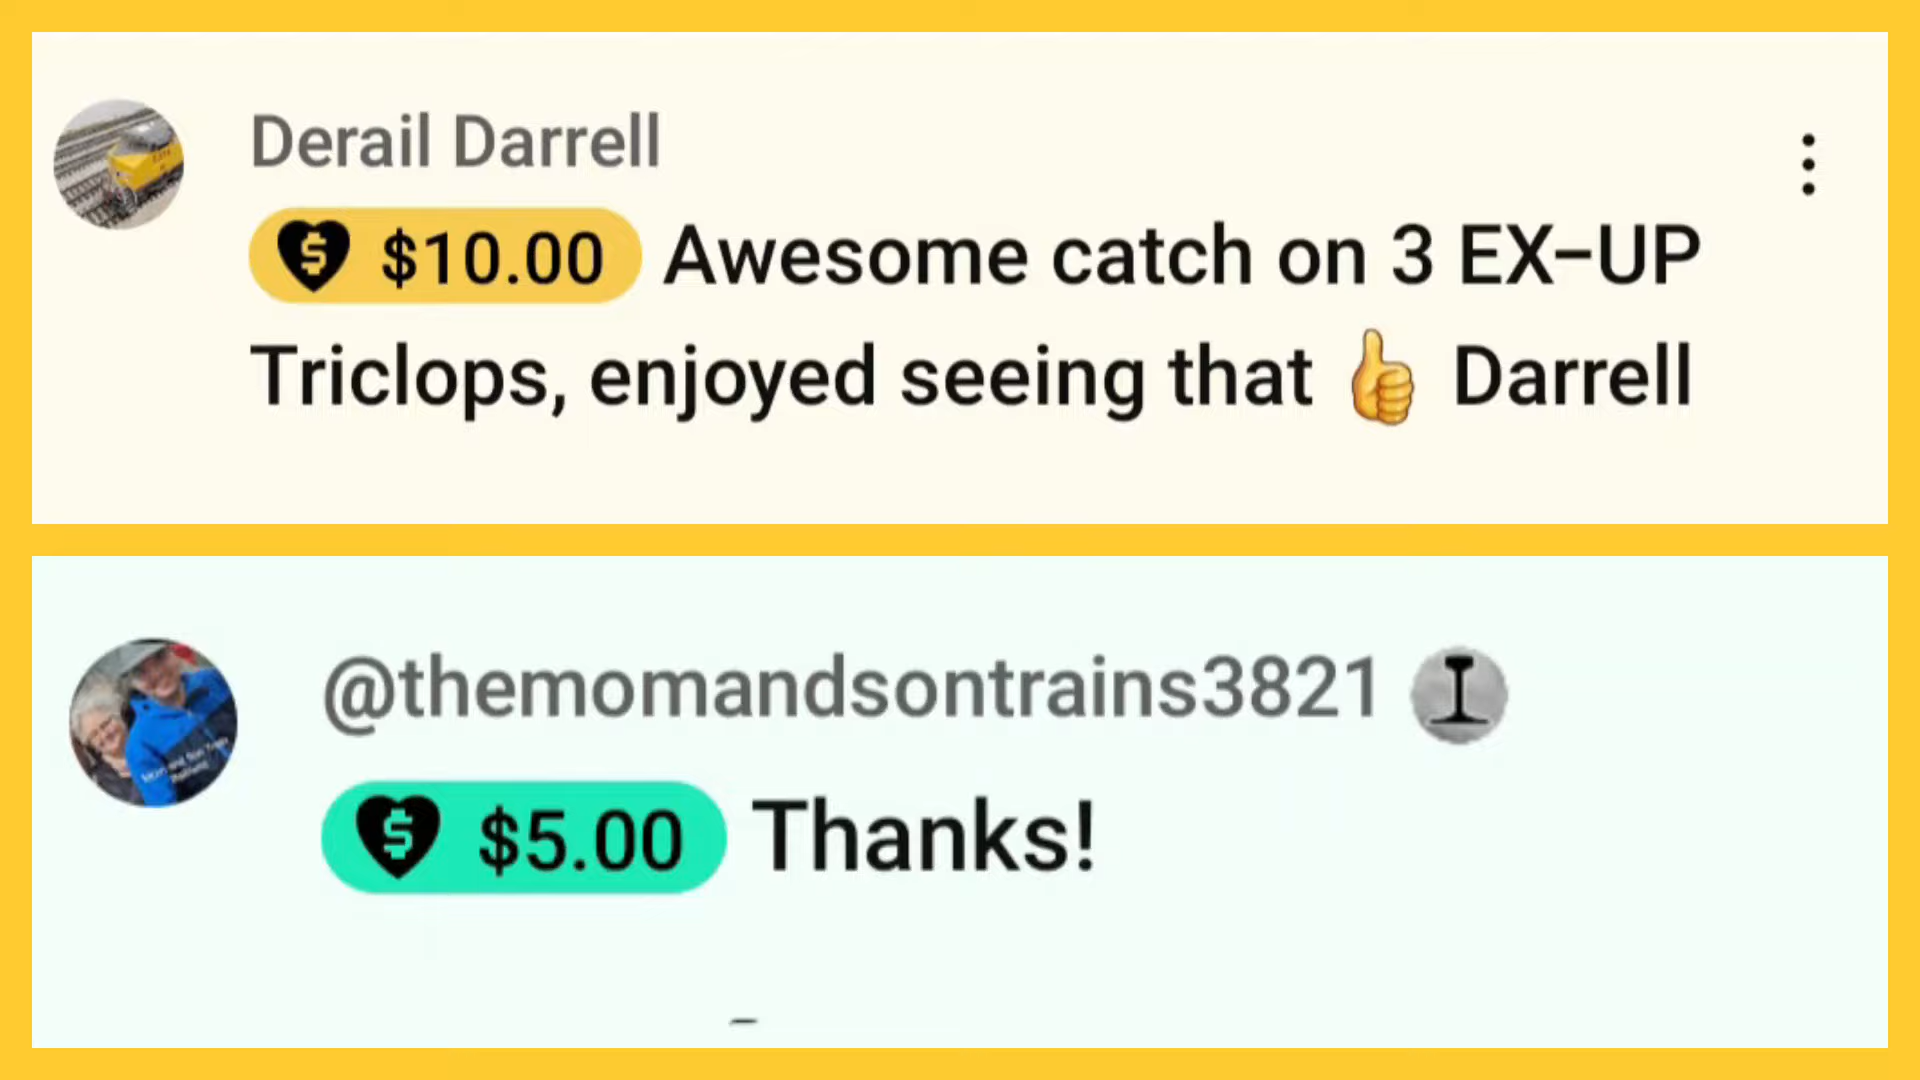 Derail Darrell
$10.00 Awesome catch on 3 EX-UP
Triclops, enjoyed seeing that 👍 Darrell
@themomandsontrains3821
$5.00 Thanks!